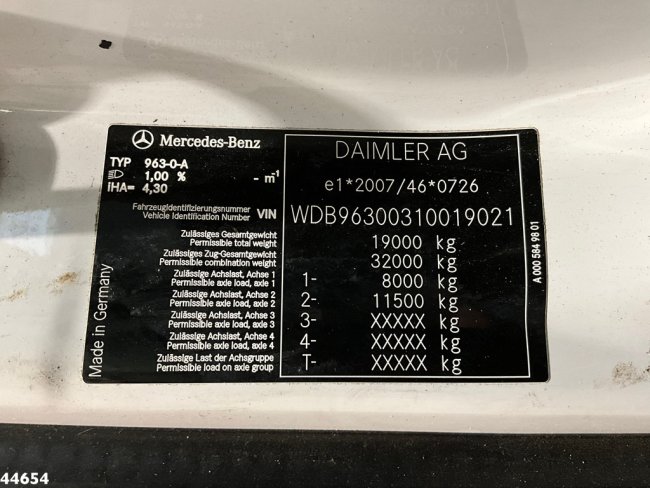 Mercedes-Benz
TYP 963-0-A
1,00 % - m⁻¹
IHA= 4,30
Fahrzeugidentifizierungsnummer
Vehicle Identification Number VIN
Zulässiges Gesamtgewicht
Permissible total weight
Zulässiges Zug-Gesamtgewicht
Permissible combination weight
Zulässige Achslast, Achse 1
Permissible axle load, axle 1
Zulässige Achslast, Achse 2
Permissible axle load, axle 2
Zulässige Achslast, Achse 3
Permissible axle load, axle 3
Zulässige Achslast, Achse 4
Permissible axle load, axle 4
Zulässige Last der Achsgruppe
Permissible load on axle group
Made in Germany
DAIMLER AG
e1*2007/46*0726
WDB96300310019021
19000 kg
32000 kg
1- 8000 kg
2- 11500 kg
3- XXXXX kg
4- XXXXX kg
T- XXXXX kg
A 000 584 98 01
44654